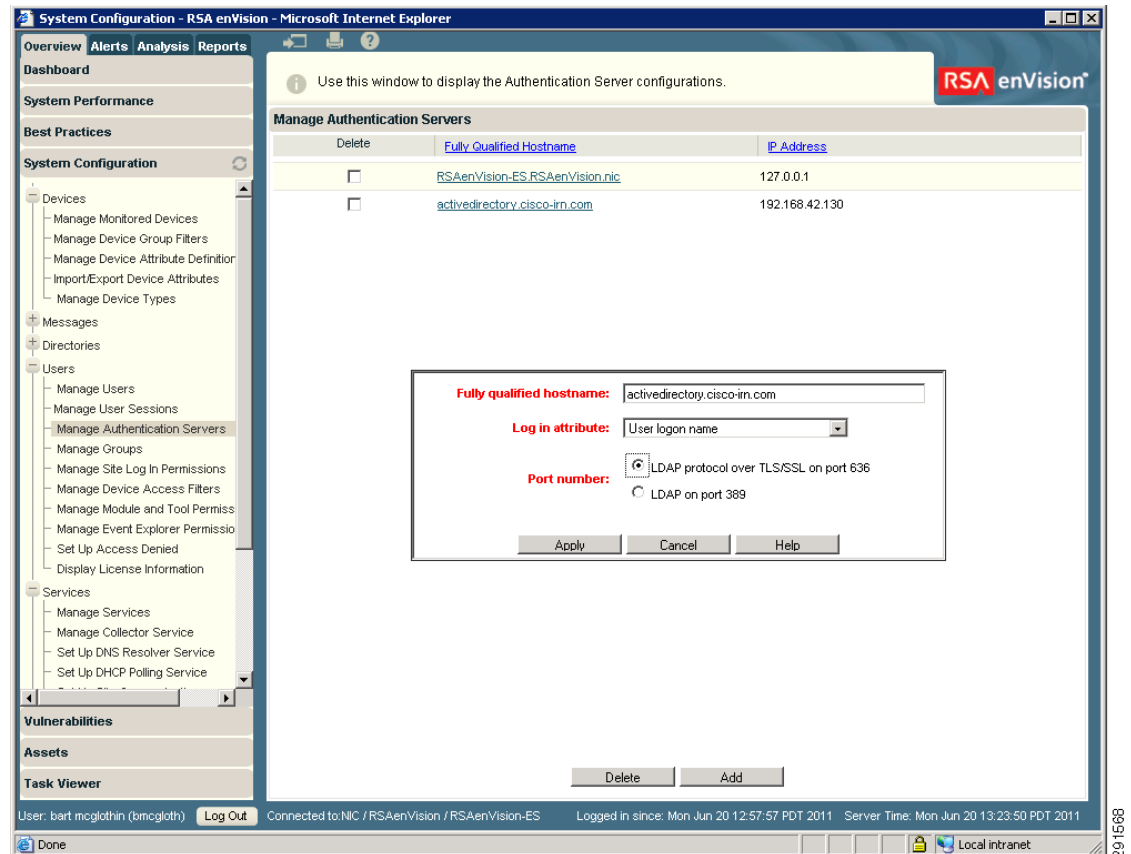 System Configuration - RSA enVision - Microsoft Internet Explorer
Overview Alerts Analysis Reports
Dashboard
System Performance
Best Practices
System Configuration
Devices
Manage Monitored Devices
Manage Device Group Filters
Manage Device Attribute Definition
Import/Export Device Attributes
Manage Device Types
Messages
Directories
Users
Manage Users
Manage User Sessions
Manage Authentication Servers
Manage Groups
Manage Site Log In Permissions
Manage Device Access Filters
Manage Module and Tool Permiss
Manage Event Explorer Permissio
Set Up Access Denied
Display License Information
Services
Manage Services
Manage Collector Service
Set Up DNS Resolver Service
Set Up DHCP Polling Service
Vulnerabilities
Assets
Task Viewer
Use this window to display the Authentication Server configurations.
RSA enVision
Manage Authentication Servers
Delete Fully Qualified Hostname IP Address
RSAenVision-ES.RSAenVision.nic 127.0.0.1
activedirectory.cisco-irn.com 192.168.42.130
Fully qualified hostname: activedirectory.cisco-irn.com
Log in attribute: User logon name
Port number:
LDAP protocol over TLS/SSL on port 636
LDAP on port 389
Apply Cancel Help
Delete Add
User: bart mcglothin (bmcgloth) Log Out Connected to:NIC / RSAenVision / RSAenVision-ES Logged in since: Mon Jun 20 12:57:57 PDT 2011 Server Time: Mon Jun 20 13:23:50 PDT 2011
Done Local intranet
291568